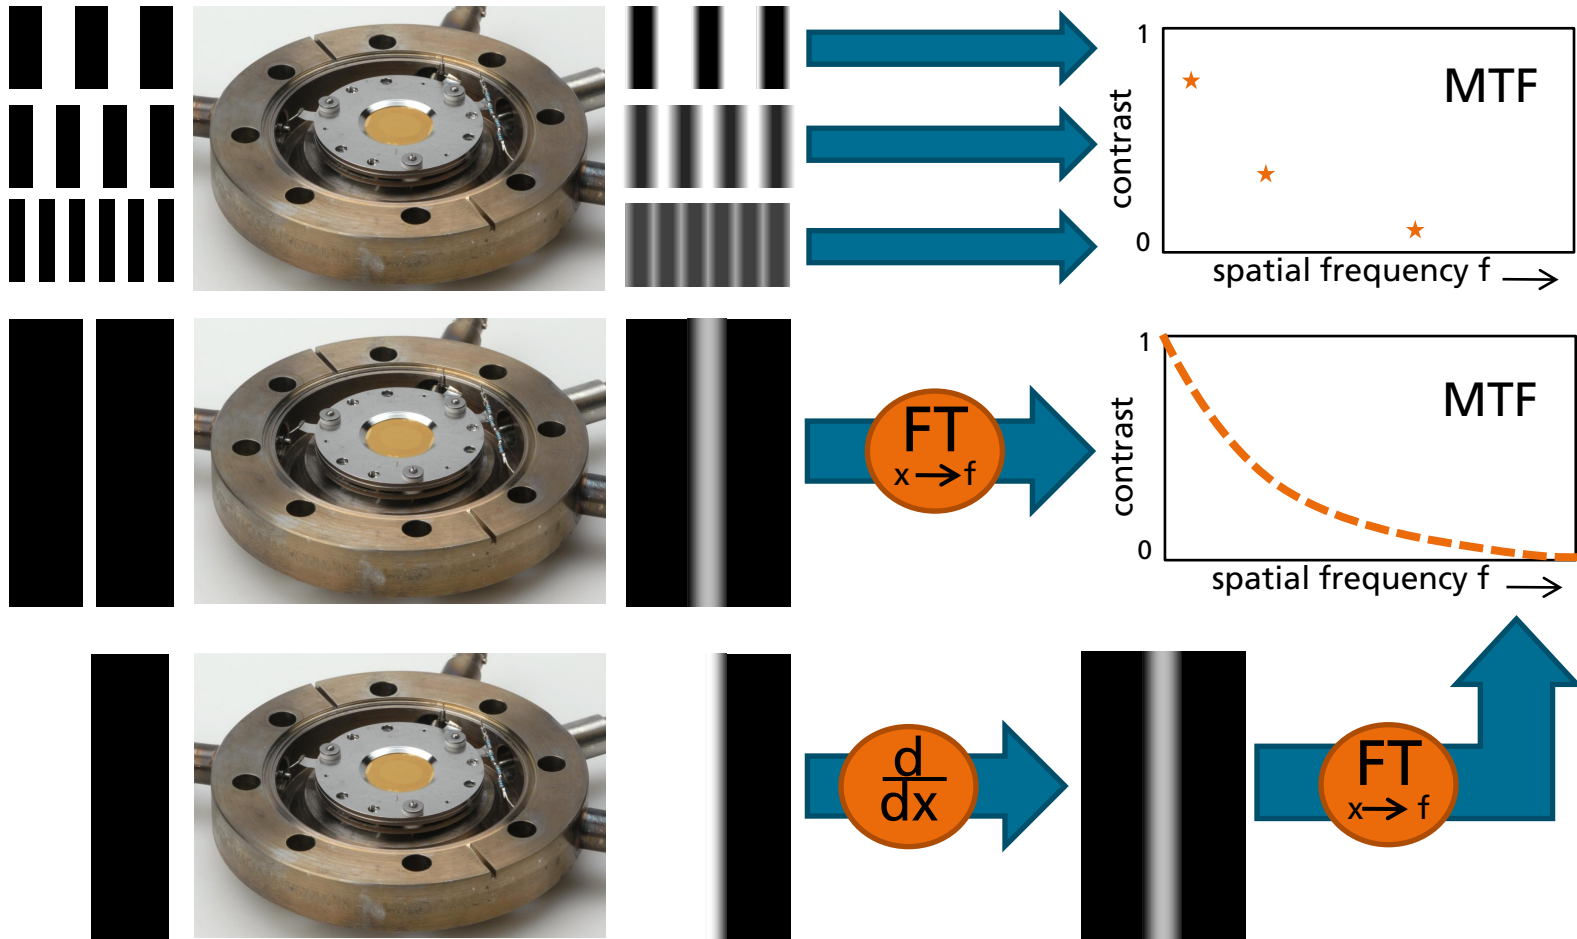 1
MTF
contrast
0
spatial frequency f
1
FT
x f
MTF
contrast
0
spatial frequency f
d
dx
FT
x f